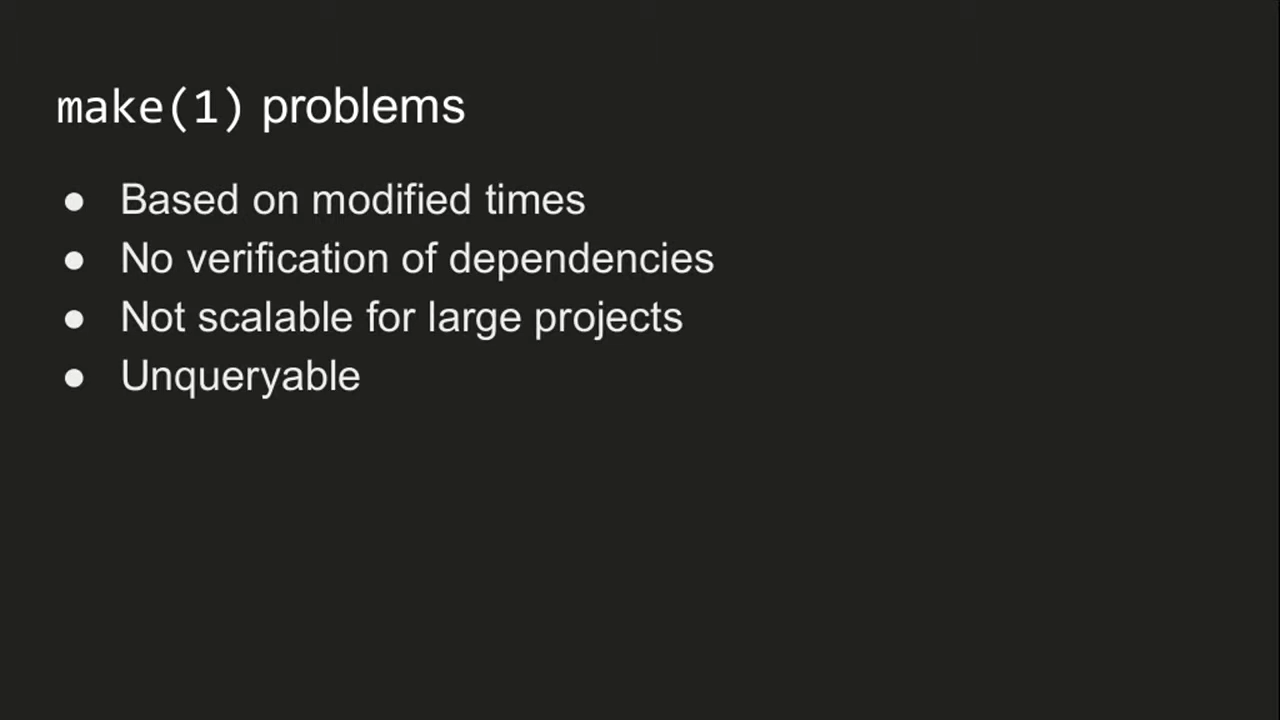 make(1) problems
● Based on modified times
● No verification of dependencies
● Not scalable for large projects
● Unqueryable